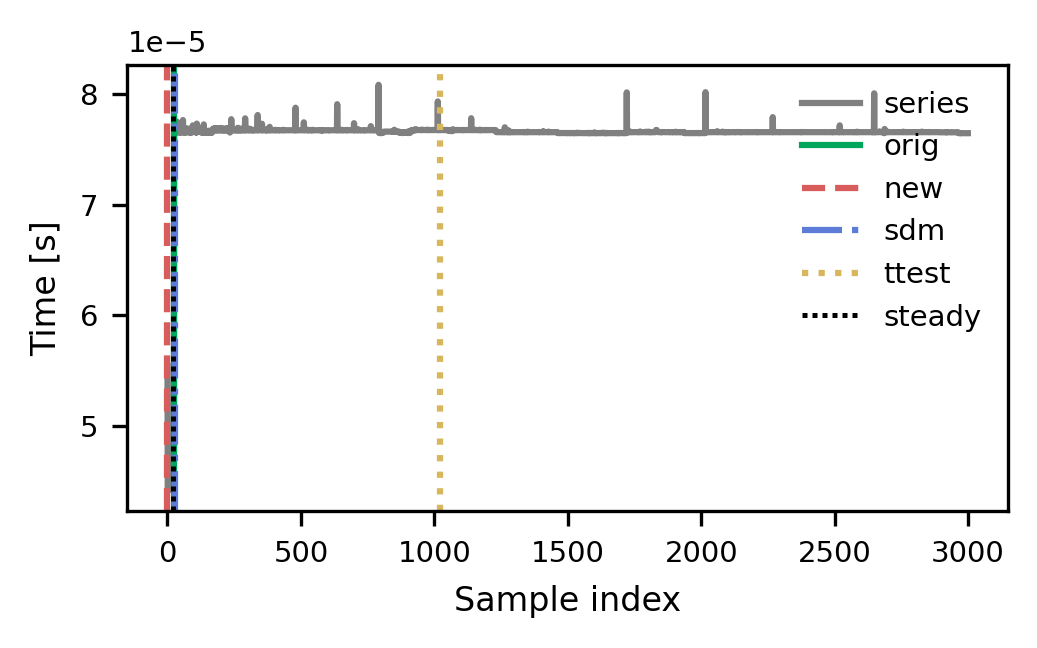 1e−5
8
7
6
5
Time [s]
series
orig
new
sdm
ttest
steady
0 500 1000 1500 2000 2500 3000
Sample index